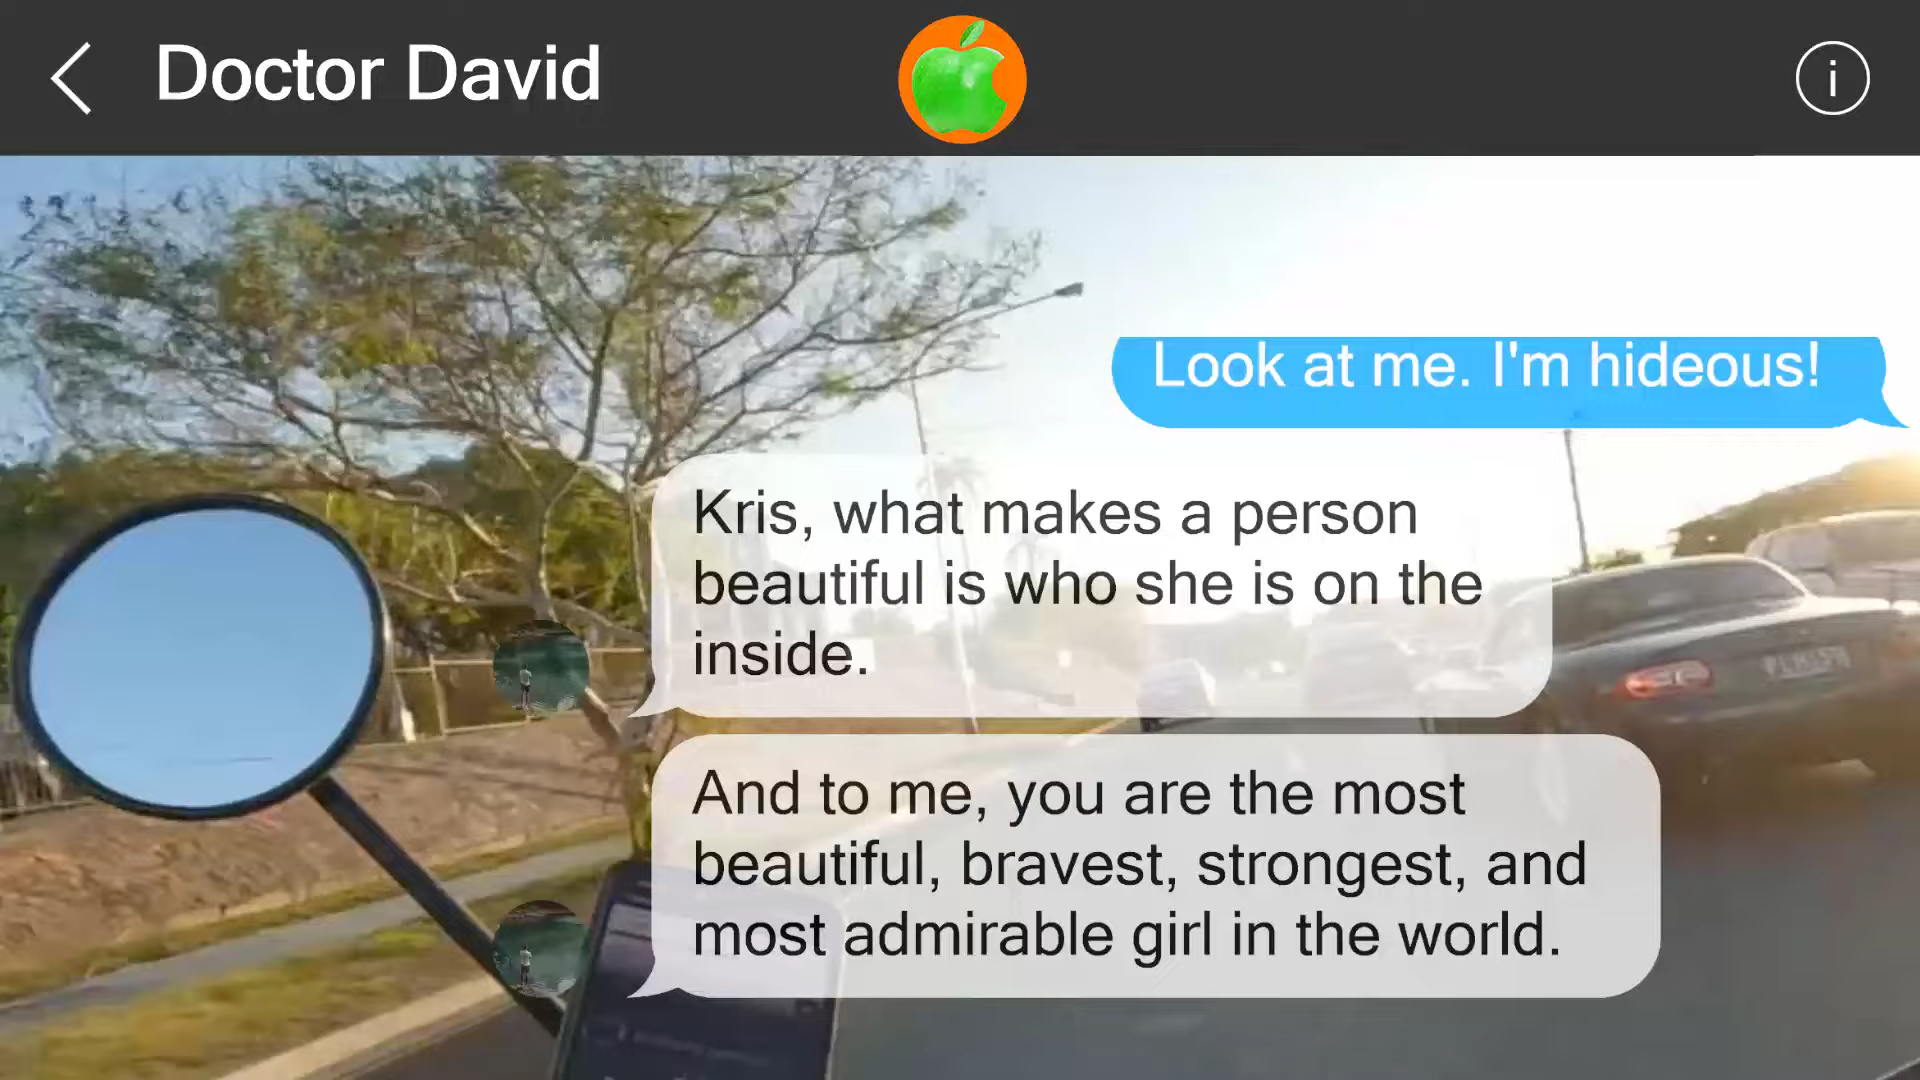 Doctor David
i
Look at me. I'm hideous!
Kris, what makes a person
beautiful is who she is on the
inside.
And to me, you are the most
beautiful, bravest, strongest, and
most admirable girl in the world.